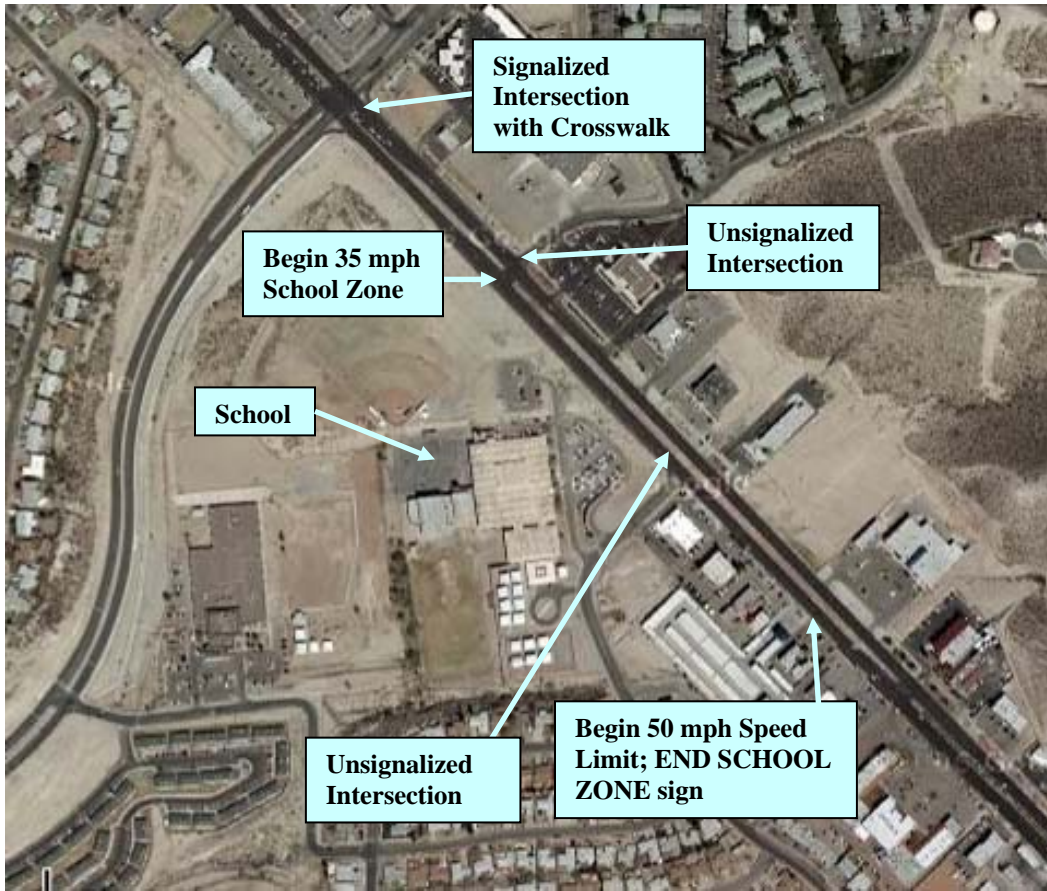 Signalized
Intersection
with Crosswalk
Unsignalized
Intersection
Begin 35 mph
School Zone
School
Unsignalized
Intersection
Begin 50 mph Speed
Limit; END SCHOOL
ZONE sign